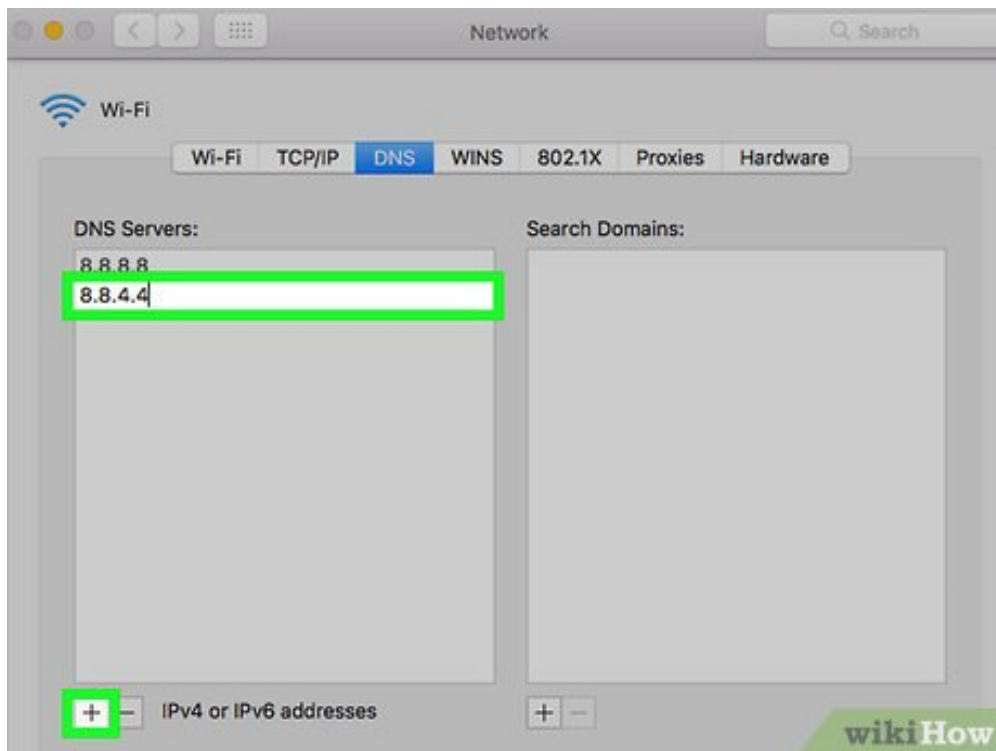 Network
Search
Wi-Fi
Wi-Fi TCP/IP DNS WINS 802.1X Proxies Hardware
DNS Servers:
Search Domains:
8.8.8.8
8.8.4.4
+ − IPv4 or IPv6 addresses
+ −
wikiHow